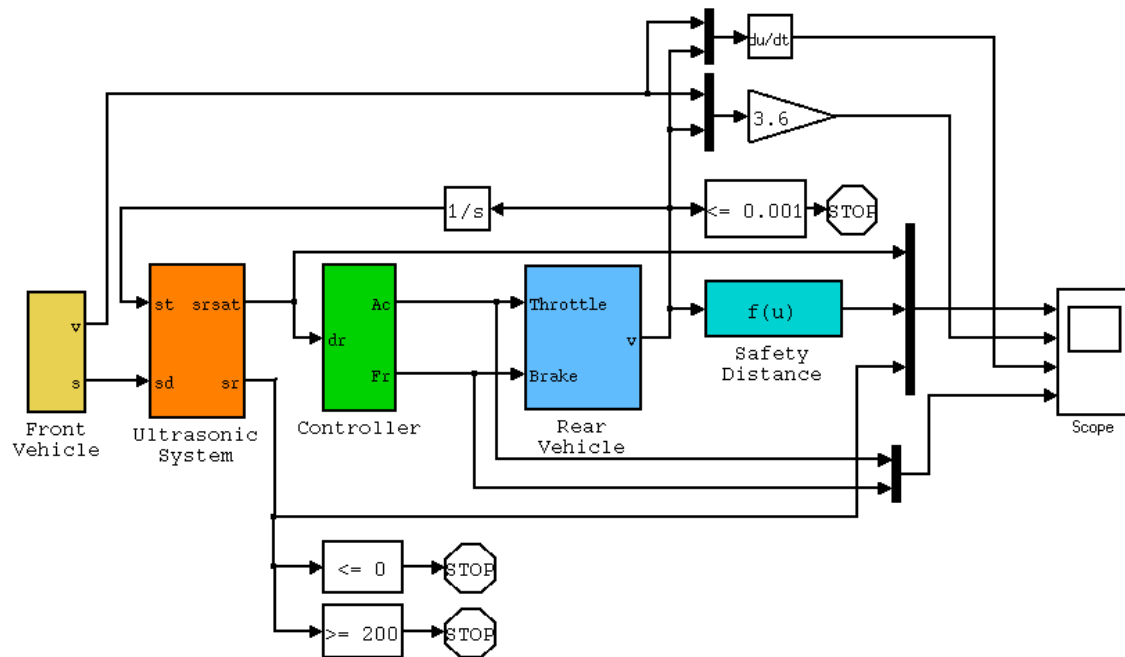 du/dt
3.6
1/s
<= 0.001
STOP
st
srsat
Ac
Throttle
v
dr
v
f(u)
s
sd
sr
Fr
Brake
Safety
Distance
Front
Vehicle
Ultrasonic
System
Controller
Rear
Vehicle
Scope
<= 0
STOP
>= 200
STOP